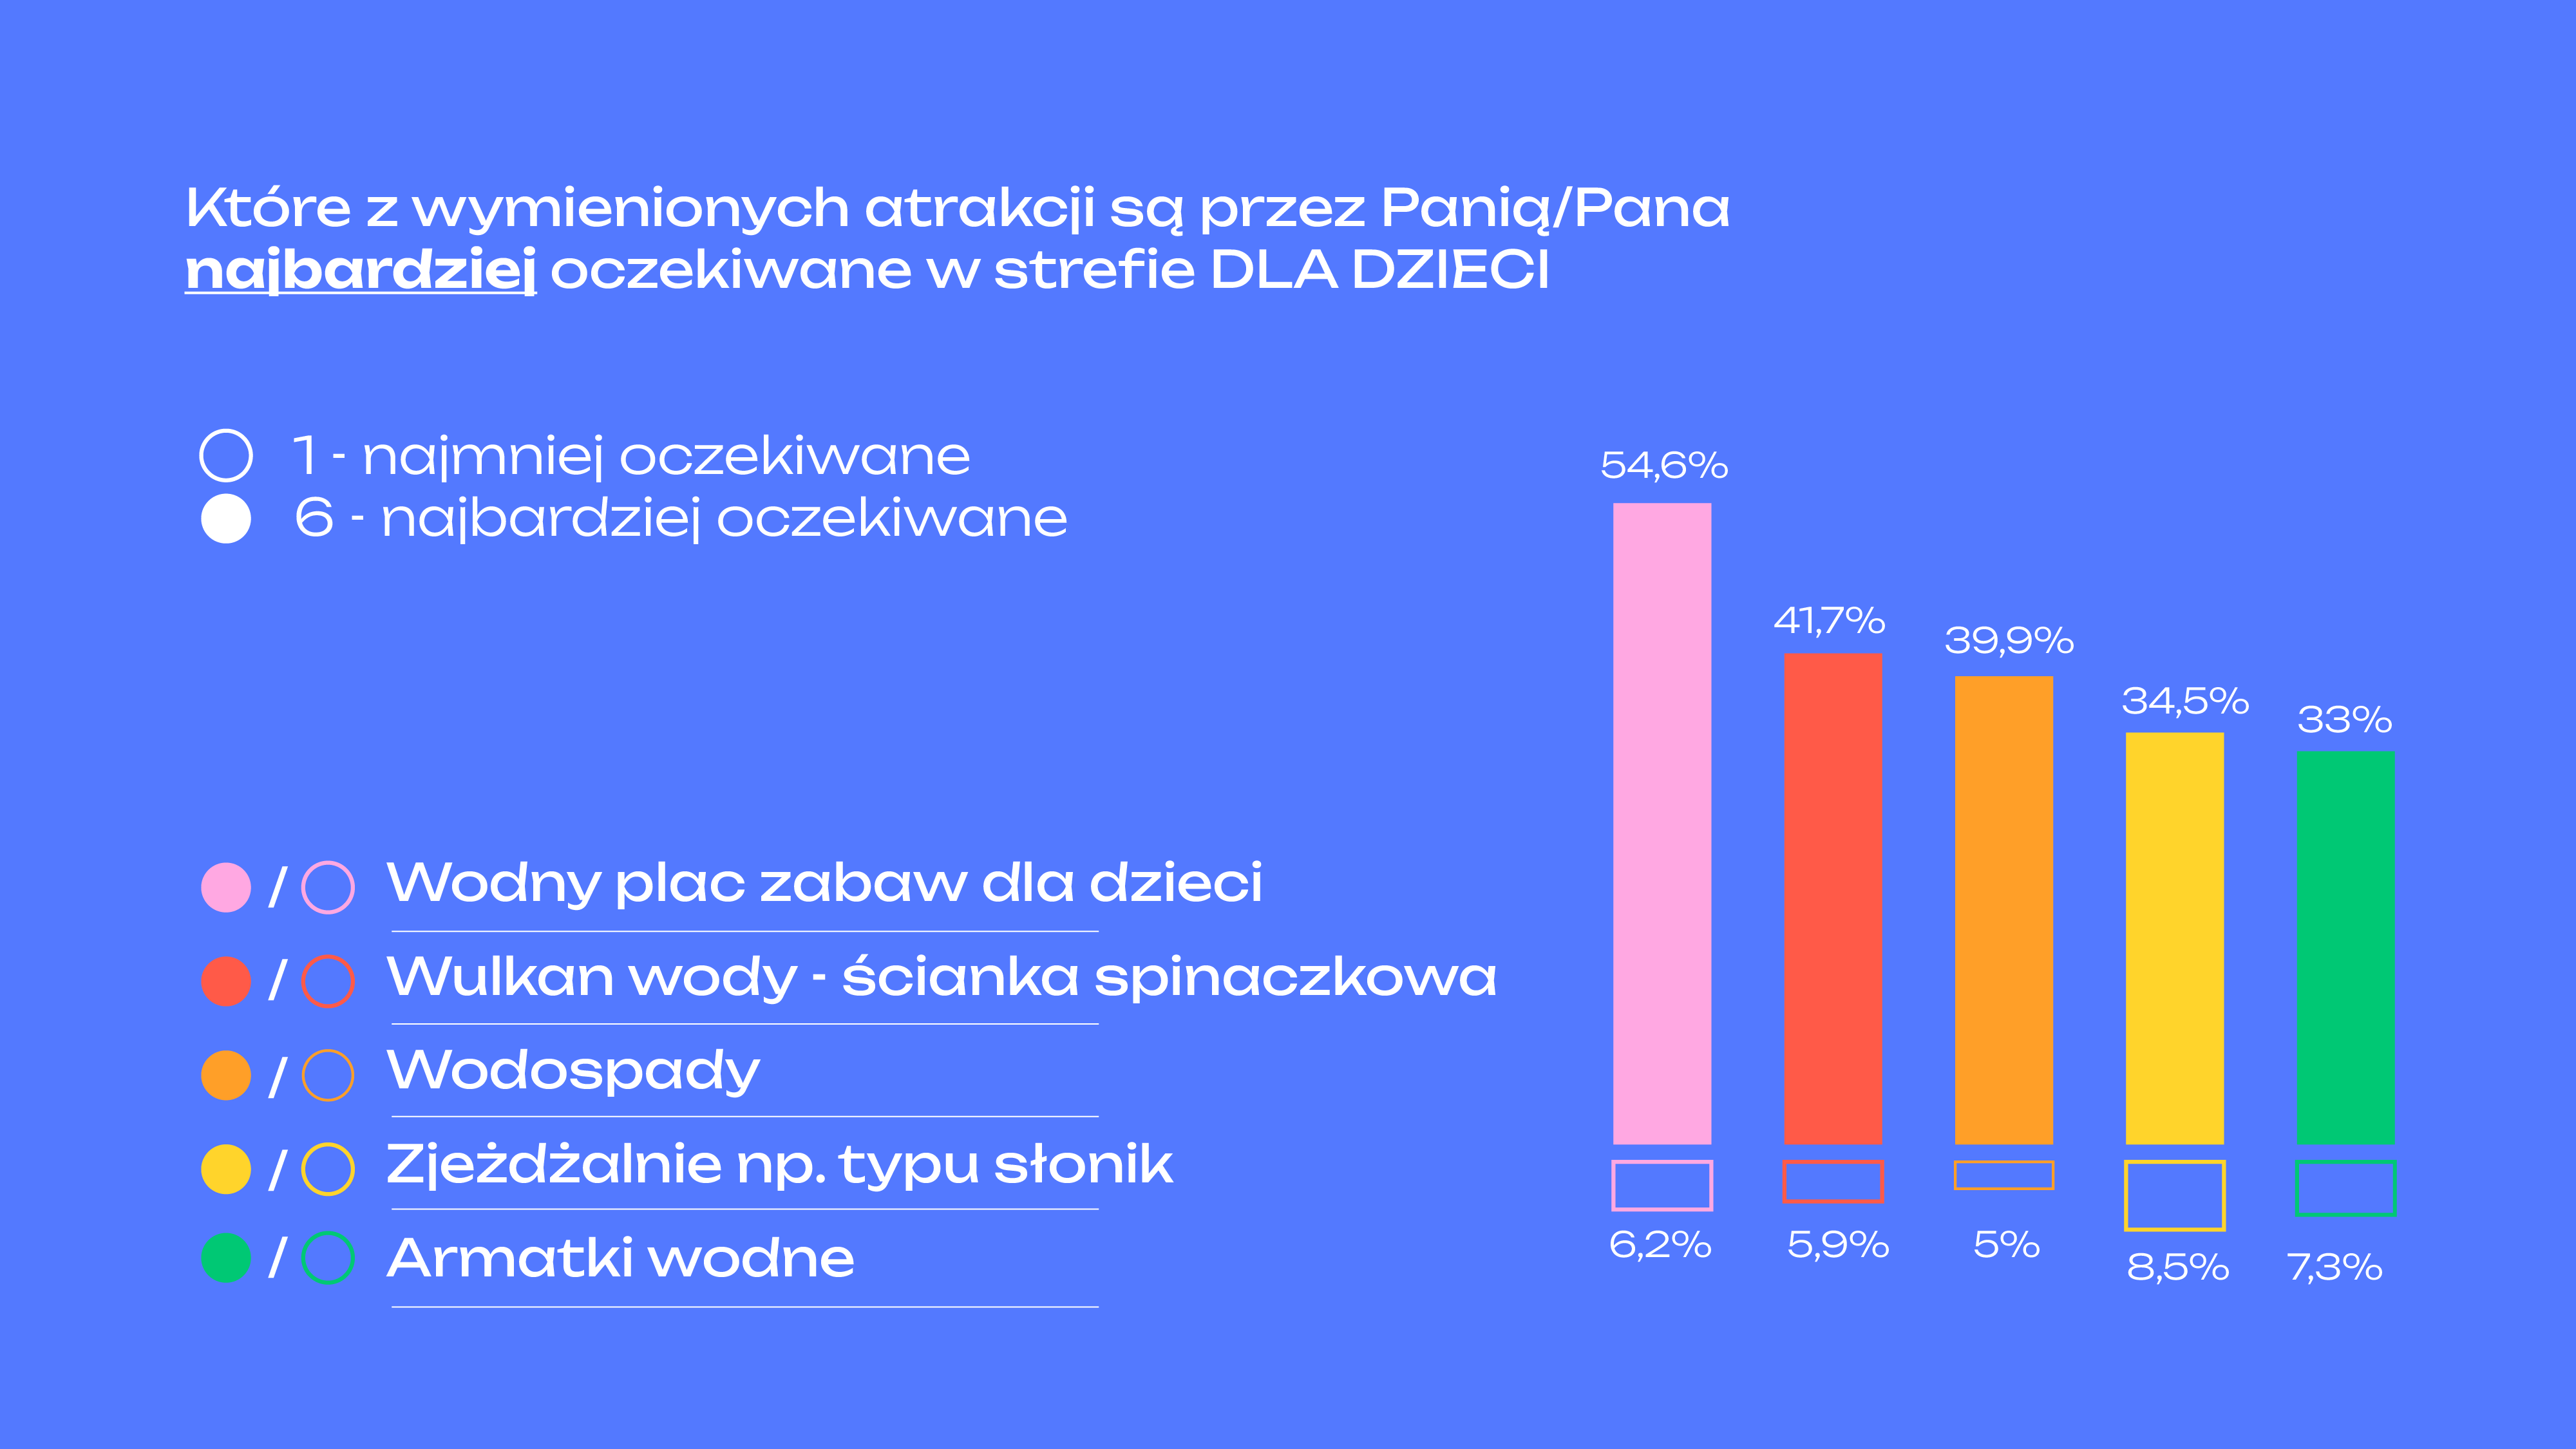 Które z wymienionych atrakcji są przez Panią/Pana
najbardziej oczekiwane w strefie DLA DZIECI
1 - najmniej oczekiwane
6 - najbardziej oczekiwane
/ Wodny plac zabaw dla dzieci
/ Wulkan wody - ścianka spinaczkowa
/ Wodospady
/ Zjeżdżalnie np. typu słonik
/ Armatki wodne
54,6%
41,7%
39,9%
34,5%
33%
6,2%
5,9%
5%
8,5%
7,3%